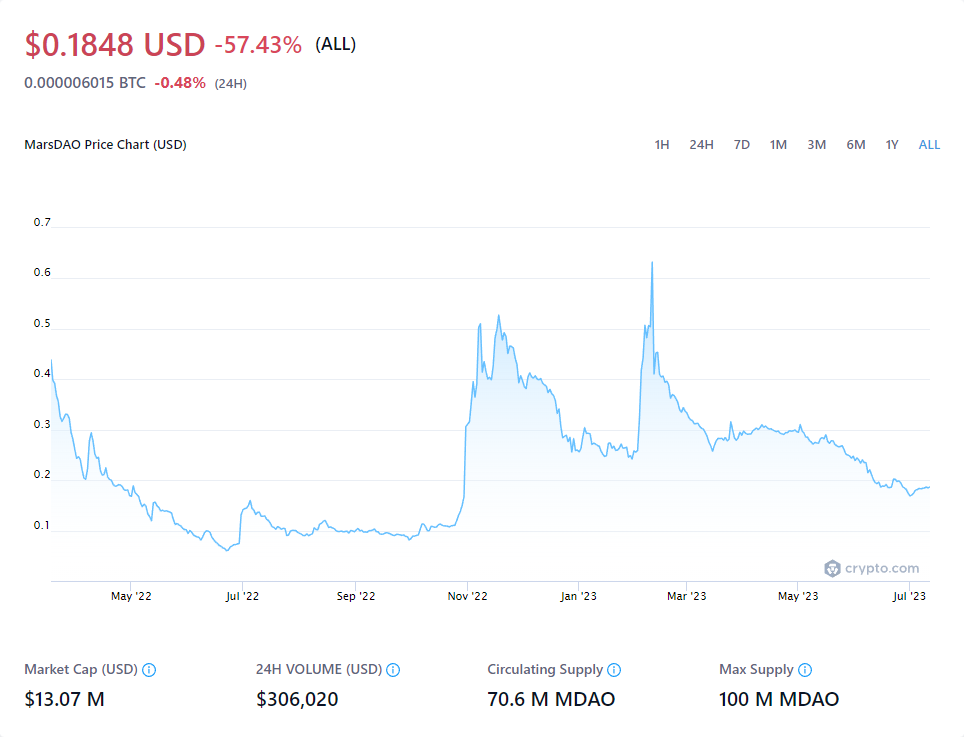 $0.1848 USD -57.43% (ALL)
0.000006015 BTC -0.48% (24H)
MarsDAO Price Chart (USD) 1H 24H 7D 1M 3M 6M 1Y ALL
0.7
0.6
0.5
0.4
0.3
0.2
0.1
crypto.com
May '22 Jul '22 Sep '22 Nov '22 Jan '23 Mar '23 May '23 Jul '23
Market Cap (USD) 24H VOLUME (USD) Circulating Supply Max Supply
$13.07 M $306,020 70.6 M MDAO 100 M MDAO